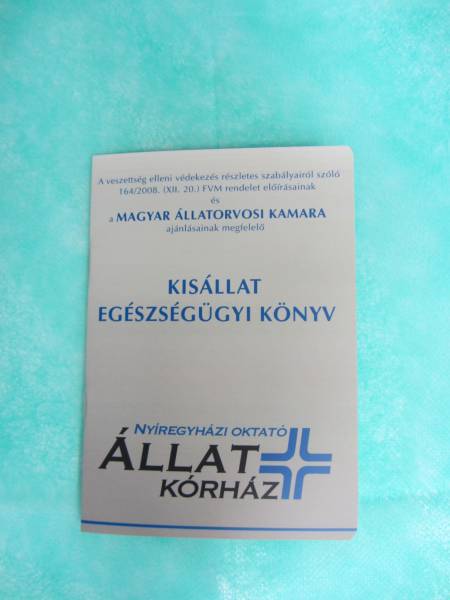 A veszettség elleni védekezés részletes szabályairól szóló
164/2008. (XII. 20.) FVM rendelet előírásainak
és
a MAGYAR ÁLLATORVOSI KAMARA
ajánlásainak megfelelő
KISÁLLAT
EGÉSZSÉGÜGYI KÖNYV
NYÍREGYHÁZI OKTATÓ
ÁLLAT
KÓRHÁZ